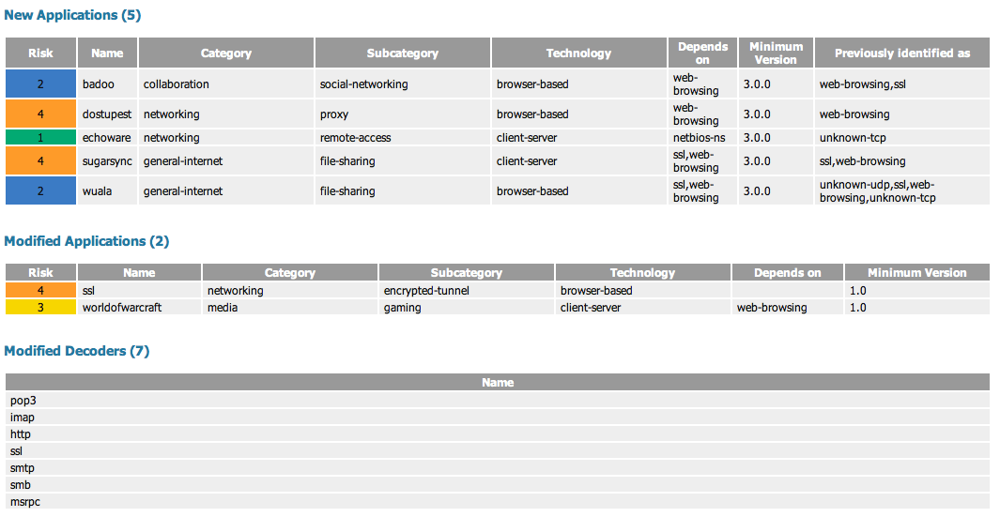 New Applications (5)
Risk Name Category Subcategory Technology Depends on Minimum Version Previously identified as
2 badoo collaboration social-networking browser-based web-browsing 3.0.0 web-browsing,ssl
4 dostupest networking proxy browser-based web-browsing 3.0.0 web-browsing
1 echoware networking remote-access client-server netbios-ns 3.0.0 unknown-tcp
4 sugarsync general-internet file-sharing client-server ssl,web-browsing 3.0.0 ssl,web-browsing
2 wuala general-internet file-sharing browser-based ssl,web-browsing 3.0.0 unknown-udp,ssl,web-browsing,unknown-tcp
Modified Applications (2)
Risk Name Category Subcategory Technology Depends on Minimum Version
4 ssl networking encrypted-tunnel browser-based 1.0
3 worldofwarcraft media gaming client-server web-browsing 1.0
Modified Decoders (7)
Name
pop3
imap
http
ssl
smtp
smb
msrpc